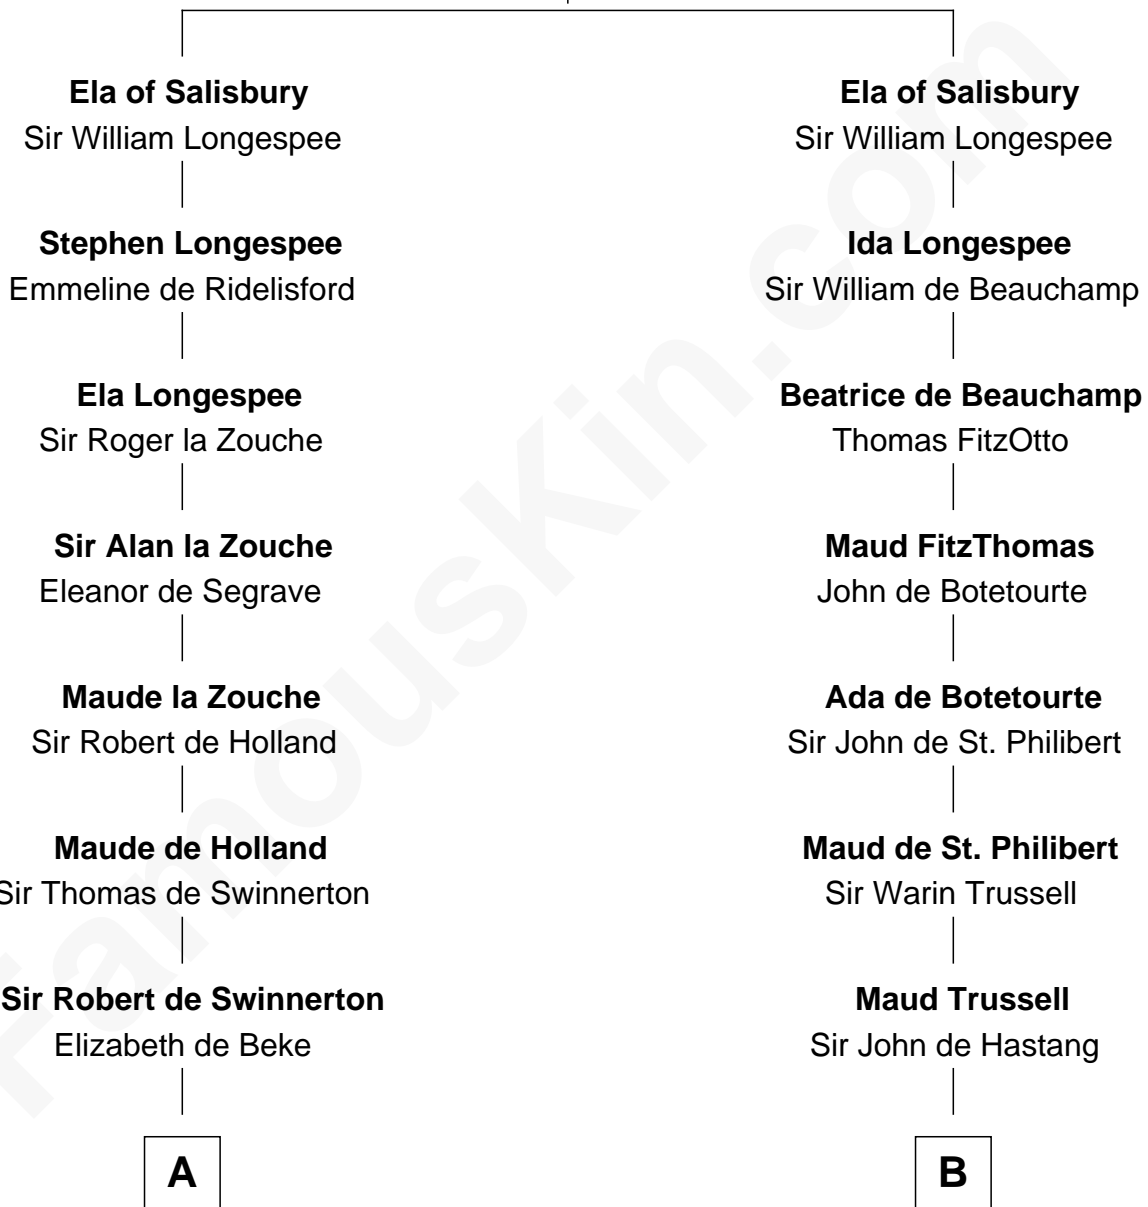 Ela of Salisbury
Sir William Longespee
Stephen Longespee
Emmeline de Ridelisford
Ela Longespee
Sir Roger la Zouche
Sir Alan la Zouche
Eleanor de Segrave
Maude la Zouche
Sir Robert de Holland
Maude de Holland
Sir Thomas de Swinnerton
Sir Robert de Swinnerton
Elizabeth de Beke
A
Ela of Salisbury
Sir William Longespee
Ida Longespee
Sir William de Beauchamp
Beatrice de Beauchamp
Thomas FitzOtto
Maud FitzThomas
John de Botetourte
Ada de Botetourte
Sir John de St. Philibert
Maud de St. Philibert
Sir Warin Trussell
Maud Trussell
Sir John de Hastang
B
FamousKin.com